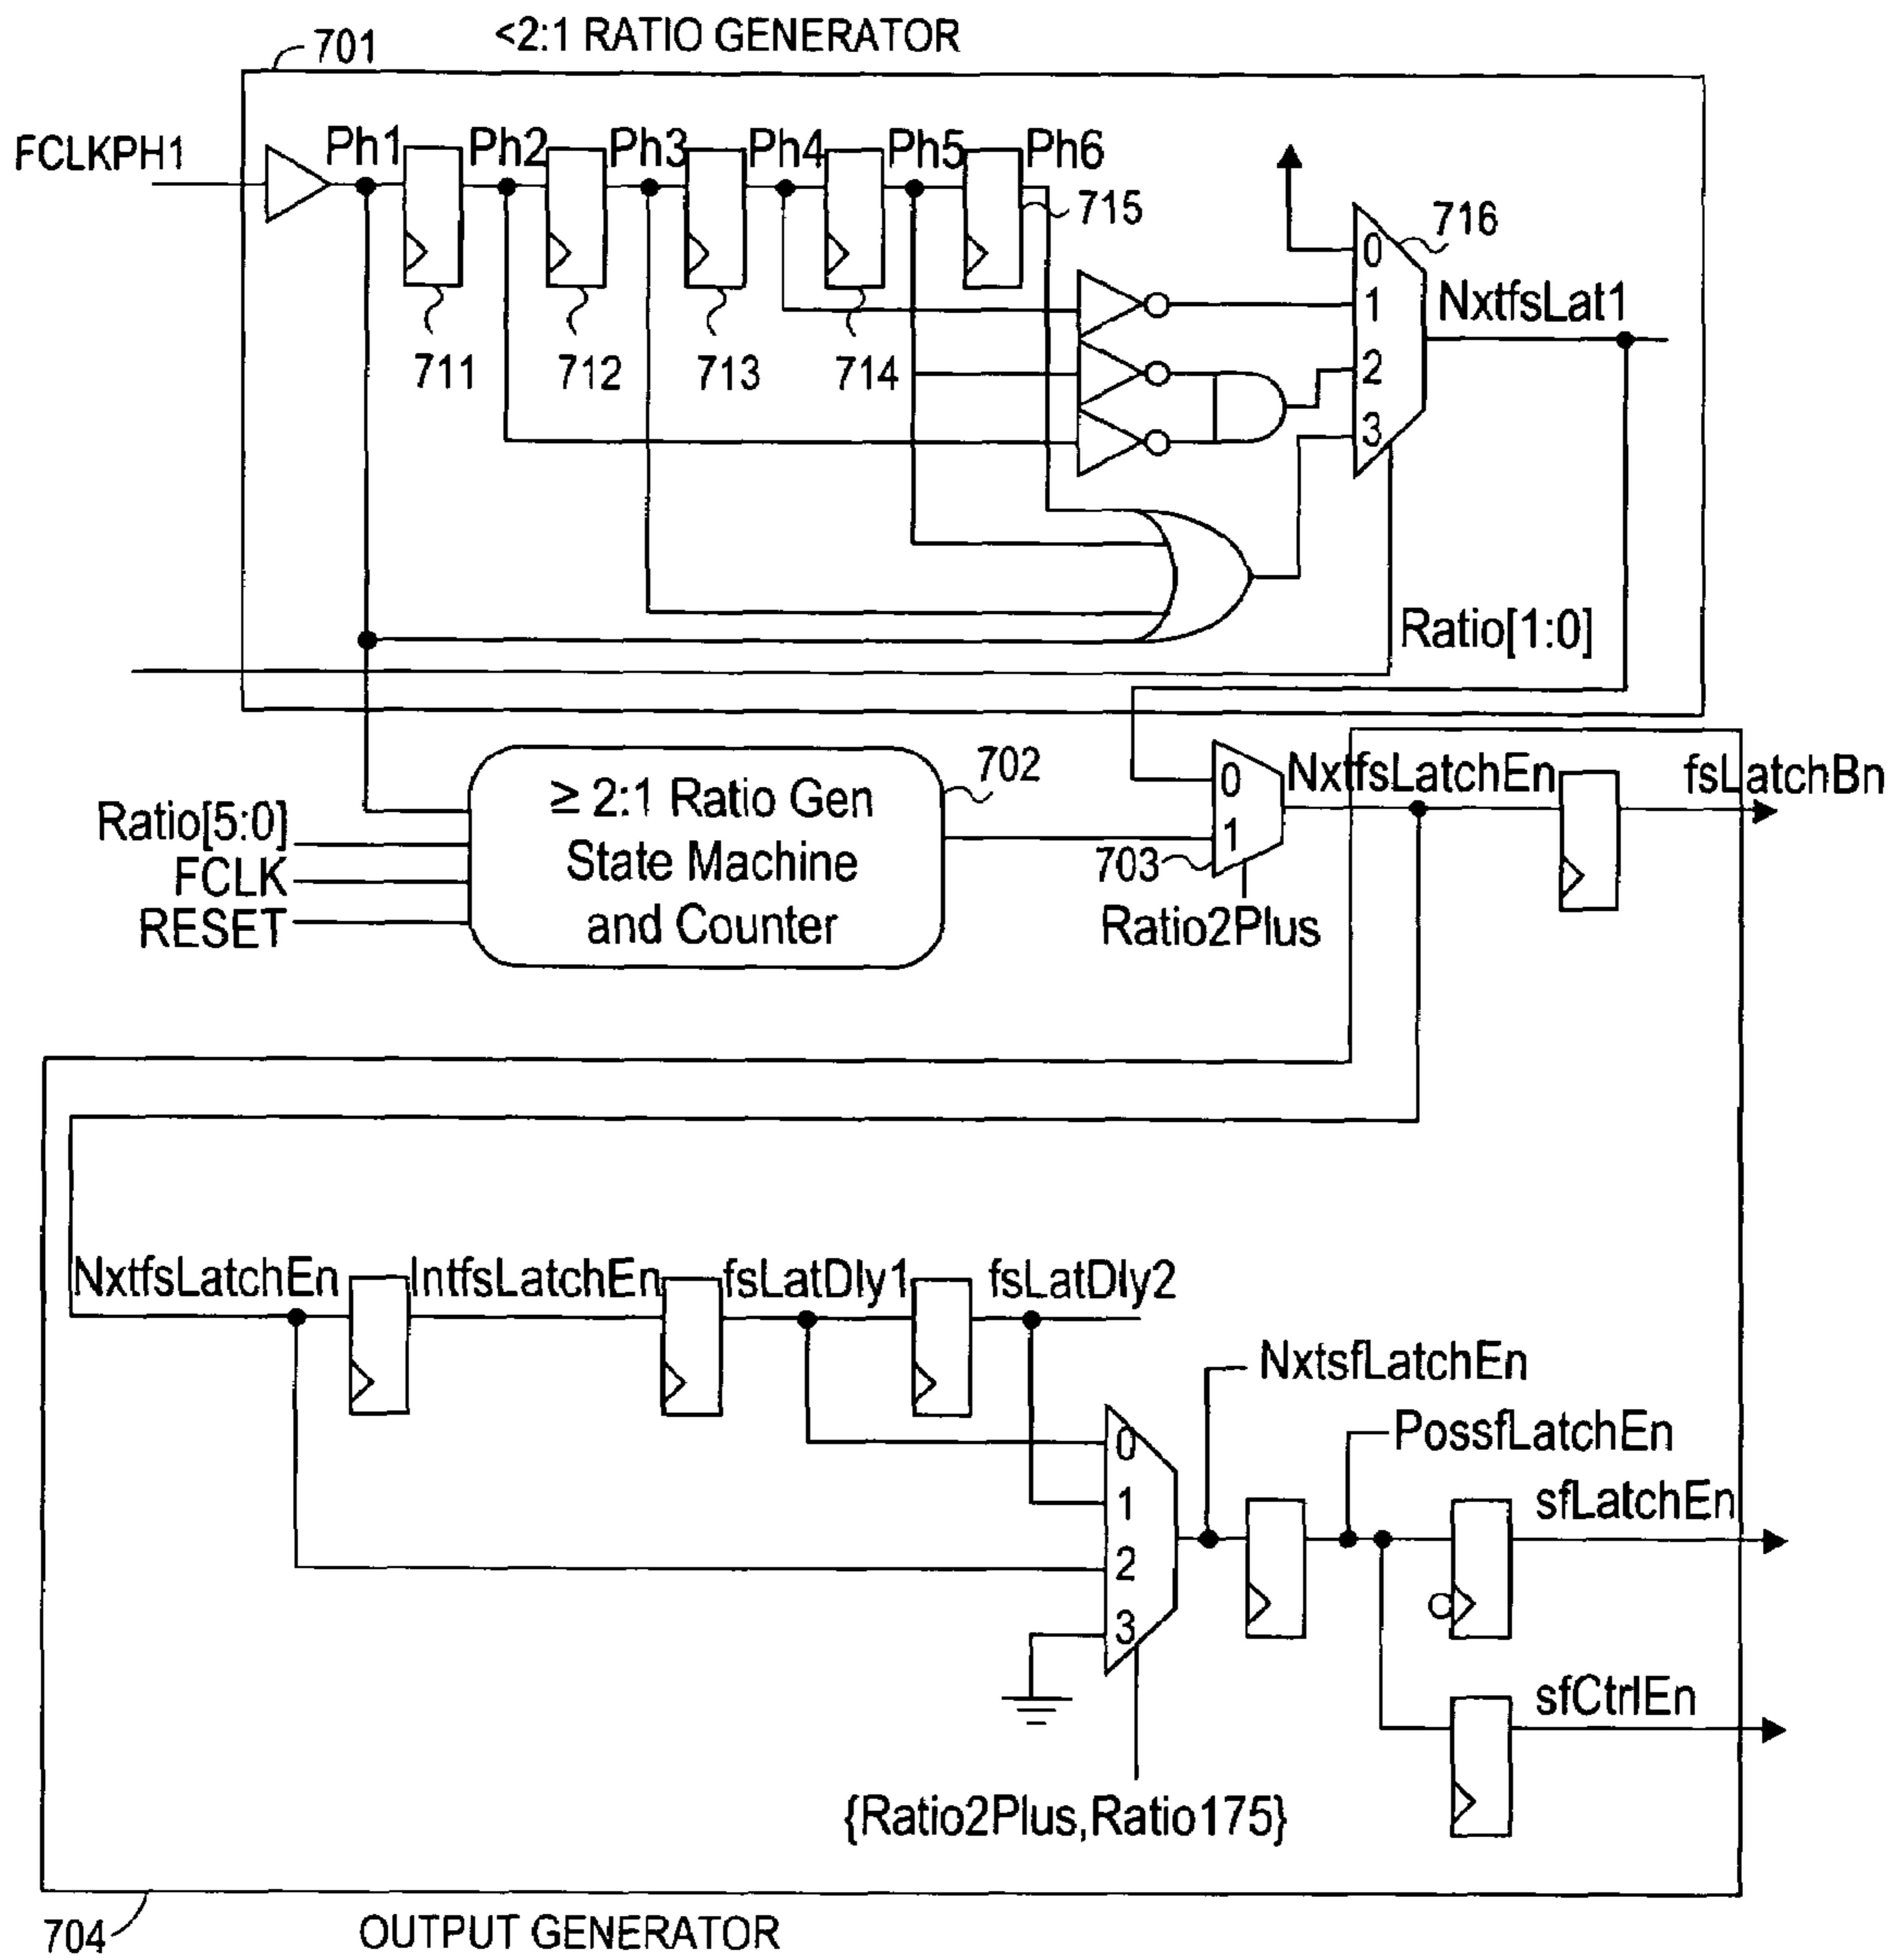 <2:1 RATIO GENERATOR
701
FCLKPH1
Ph1
Ph2
Ph3
Ph4
Ph5
Ph6
715
716
0
1
2
3
NxtfsLat1
711
712
713
714
Ratio[1:0]
702
≥ 2:1 Ratio Gen
State Machine
and Counter
Ratio[5:0]
FCLK
RESET
0
1
703
Ratio2Plus
NxtfsLatchEn
fsLatchBn
NxtfsLatchEn
IntfsLatchEn
fsLatDly1
fsLatDly2
NxtsfLatchEn
PossfLatchEn
0
1
2
3
sfLatchEn
sfCtrlEn
{Ratio2Plus,Ratio175}
704
OUTPUT GENERATOR